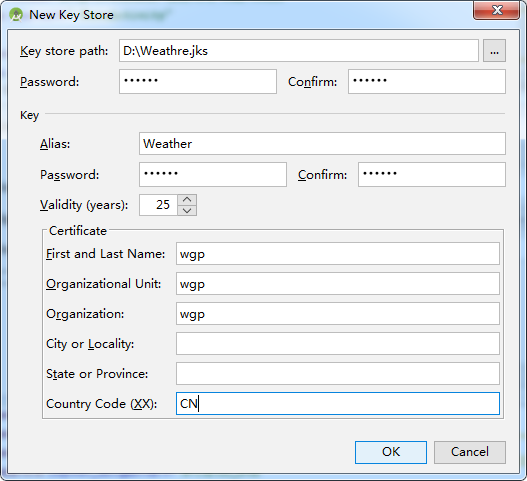 New Key Store
Key store path: D:\Weathre.jks ...
Password: •••••• Confirm: ••••••
Key
Alias: Weather
Password: •••••• Confirm: ••••••
Validity (years): 25
Certificate
First and Last Name: wgp
Organizational Unit: wgp
Organization: wgp
City or Locality:
State or Province:
Country Code (XX): CN
OK Cancel